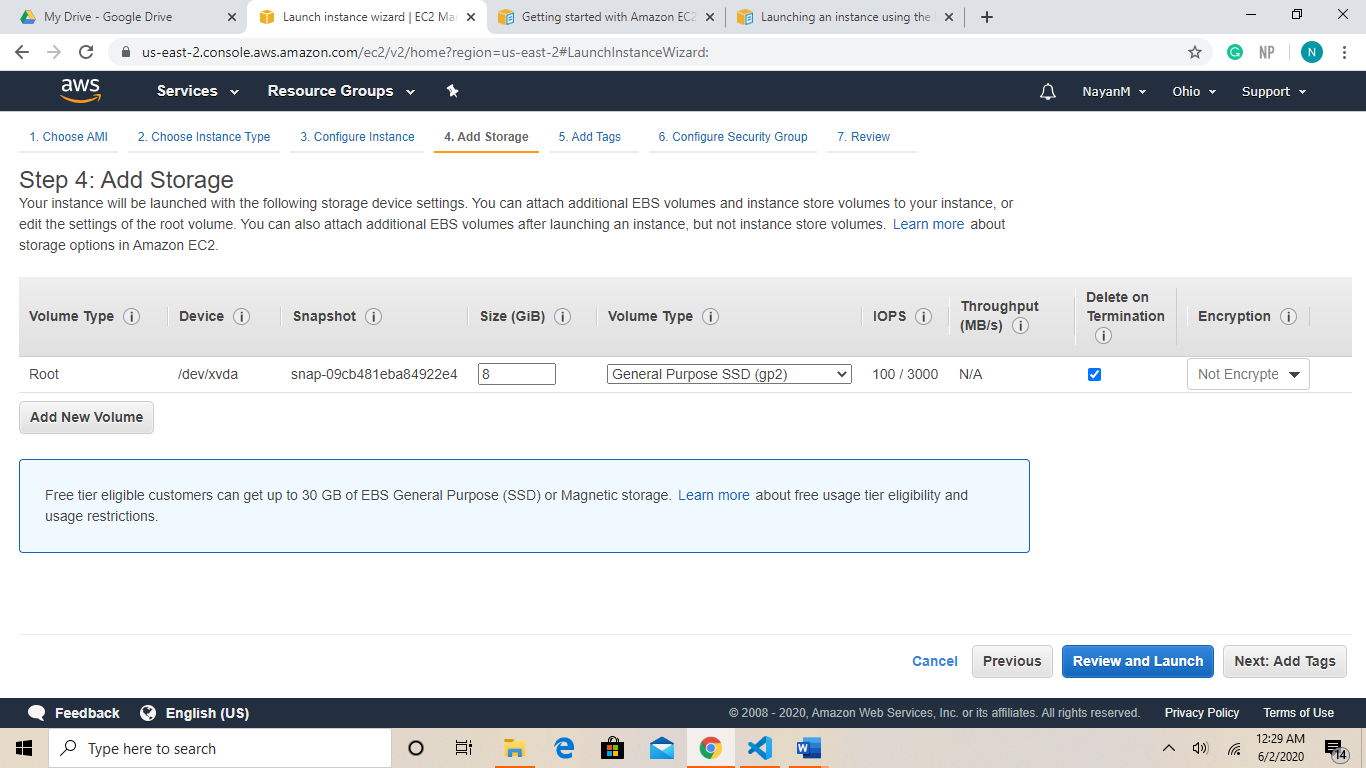 My Drive - Google Drive
Launch instance wizard | EC2 Mar
Getting started with Amazon EC2
Launching an instance using the
us-east-2.console.aws.amazon.com/ec2/v2/home?region=us-east-2#LaunchInstanceWizard:
NP
N
aws
Services
Resource Groups
NayanM
Ohio
Support
1. Choose AMI
2. Choose Instance Type
3. Configure Instance
4. Add Storage
5. Add Tags
6. Configure Security Group
7. Review
Step 4: Add Storage
Your instance will be launched with the following storage device settings. You can attach additional EBS volumes and instance store volumes to your instance, or
edit the settings of the root volume. You can also attach additional EBS volumes after launching an instance, but not instance store volumes. Learn more about
storage options in Amazon EC2.
Volume Type
Device
Snapshot
Size (GiB)
Volume Type
IOPS
Throughput
(MB/s)
Delete on
Termination
Encryption
Root
/dev/xvda
snap-09cb481eba84922e4
8
General Purpose SSD (gp2)
100 / 3000
N/A
Not Encrypte
Add New Volume
Free tier eligible customers can get up to 30 GB of EBS General Purpose (SSD) or Magnetic storage. Learn more about free usage tier eligibility and
usage restrictions.
Cancel
Previous
Review and Launch
Next: Add Tags
Feedback
English (US)
© 2008 - 2020, Amazon Web Services, Inc. or its affiliates. All rights reserved.
Privacy Policy
Terms of Use
Type here to search
12:29 AM
6/2/2020
14